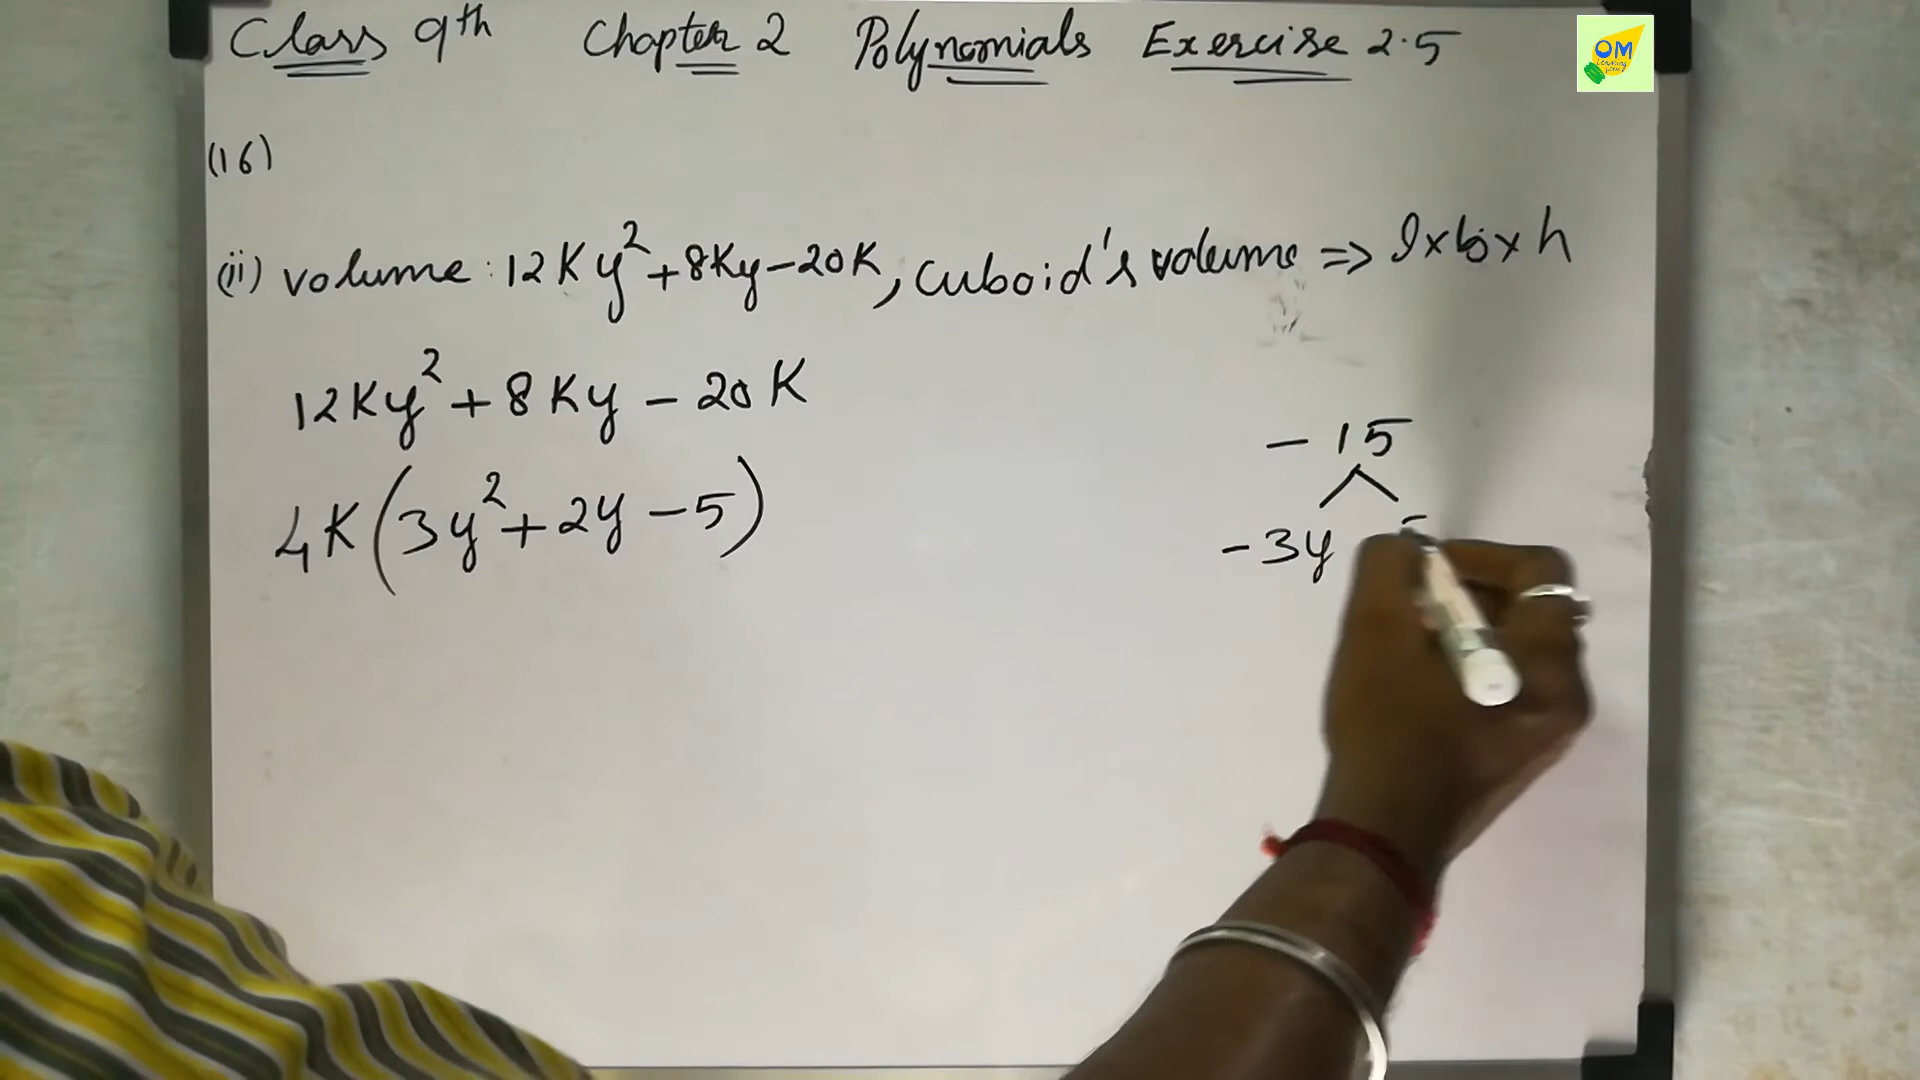 Class 9th Chapter 2 Polynomials Exercise 2.5
OM
(16)
(ii) volume: 12Ky²+8Ky-20K, cuboid's volume => l×b×h
12Ky² + 8Ky - 20K
4K(3y²+2y-5)
-15
-3y